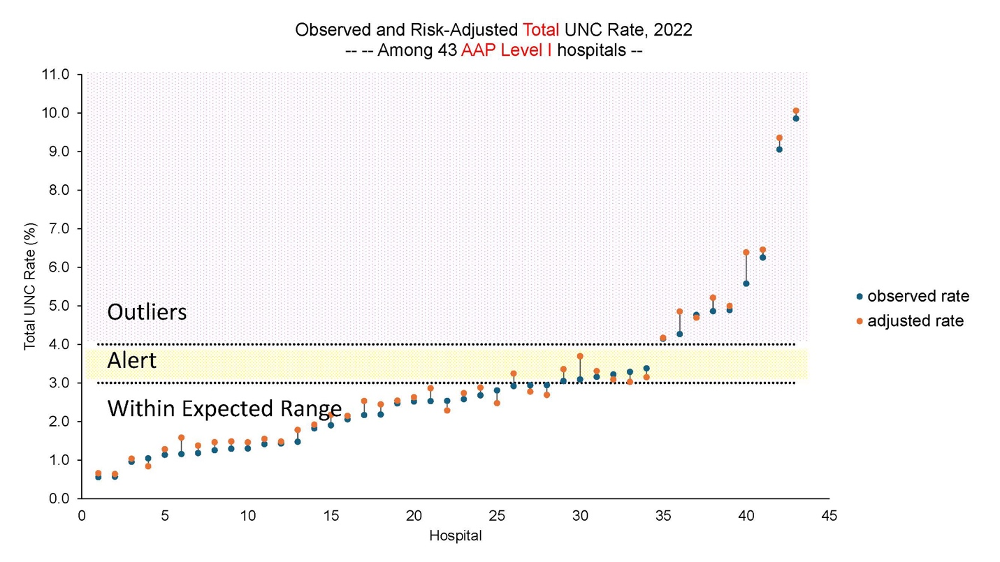 Observed and Risk-Adjusted Total UNC Rate, 2022
-- -- Among 43 AAP Level I hospitals --
11.0
10.0
9.0
8.0
7.0
6.0
5.0
4.0
3.0
2.0
1.0
0.0
Total UNC Rate (%)
Outliers
Alert
Within Expected Range
observed rate
adjusted rate
0 5 10 15 20 25 30 35 40 45
Hospital